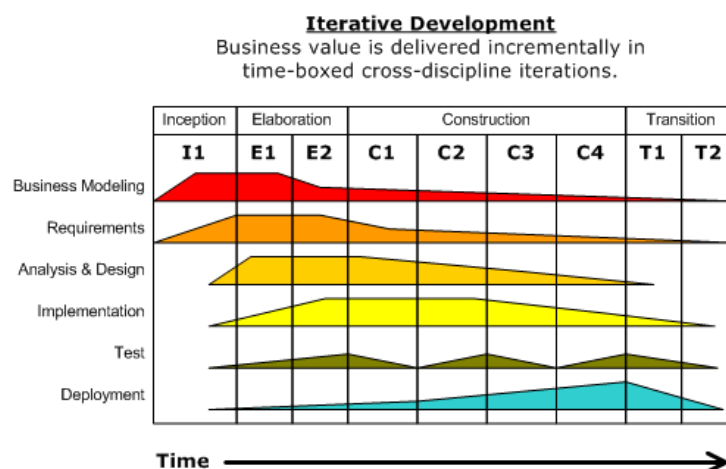 Iterative Development
Business value is delivered incrementally in
time-boxed cross-discipline iterations.
Inception Elaboration Construction Transition
I1 E1 E2 C1 C2 C3 C4 T1 T2
Business Modeling
Requirements
Analysis & Design
Implementation
Test
Deployment
Time